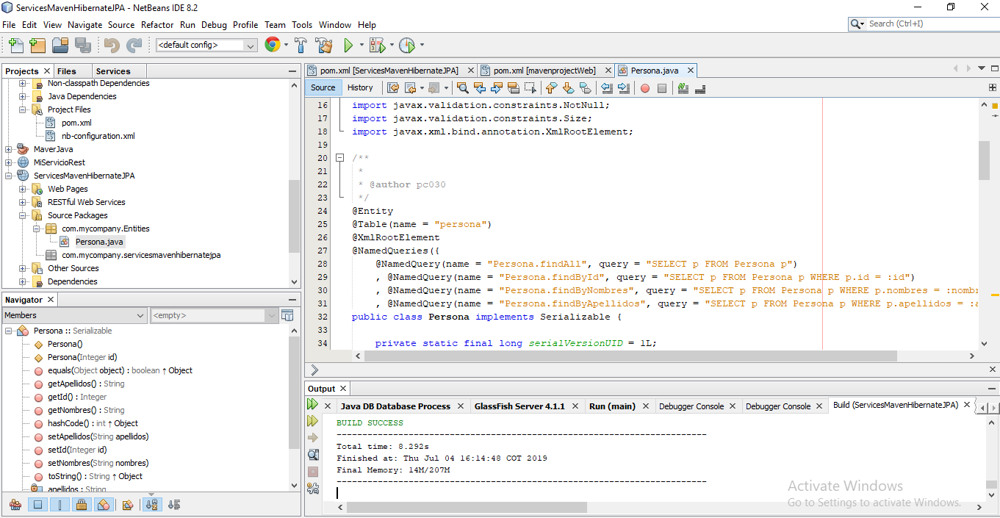 ServicesMavenHibernateJPA - NetBeans IDE 8.2
File Edit View Navigate Source Refactor Run Debug Profile Team Tools Window Help
Search (Ctrl+I)
<default config>
Projects Files Services
Non-classpath Dependencies
Java Dependencies
Project Files
pom.xml
nb-configuration.xml
MaverJava
MiServicioRest
ServicesMavenHibernateJPA
Web Pages
RESTful Web Services
Source Packages
com.mycompany.Entities
Persona.java
com.mycompany.servicesmavenhibernatejpa
Other Sources
Dependencies
Navigator
Members <empty>
Persona :: Serializable
Persona()
Persona(Integer id)
equals(Object object) : boolean ↑ Object
getApellidos() : String
getId() : Integer
getNombres() : String
hashCode() : int ↑ Object
setApellidos(String apellidos)
setId(Integer id)
setNombres(String nombres)
toString() : String ↑ Object
apellidos : String
pom.xml [ServicesMavenHibernateJPA] pom.xml [mavenprojectWeb] Persona.java
Source History
16 import javax.validation.constraints.NotNull;
17 import javax.validation.constraints.Size;
18 import javax.xml.bind.annotation.XmlRootElement;
19
20 /**
21 *
22 * @author pc030
23 */
24 @Entity
25 @Table(name = "persona")
26 @XmlRootElement
27 @NamedQueries({
28 @NamedQuery(name = "Persona.findAll", query = "SELECT p FROM Persona p")
29 , @NamedQuery(name = "Persona.findById", query = "SELECT p FROM Persona p WHERE p.id = :id")
30 , @NamedQuery(name = "Persona.findByNombres", query = "SELECT p FROM Persona p WHERE p.nombres = :nomb
31 , @NamedQuery(name = "Persona.findByApellidos", query = "SELECT p FROM Persona p WHERE p.apellidos = :a
32 public class Persona implements Serializable {
33
34 private static final long serialVersionUID = 1L;
Output
Java DB Database Process GlassFish Server 4.1.1 Run (main) Debugger Console Debugger Console Build (ServicesMavenHibernateJPA)
BUILD SUCCESS
------------------------------------------------------------------------
Total time: 8.292s
Finished at: Thu Jul 04 16:14:48 COT 2019
Final Memory: 14M/207M
------------------------------------------------------------------------
Activate Windows
Go to Settings to activate Windows.